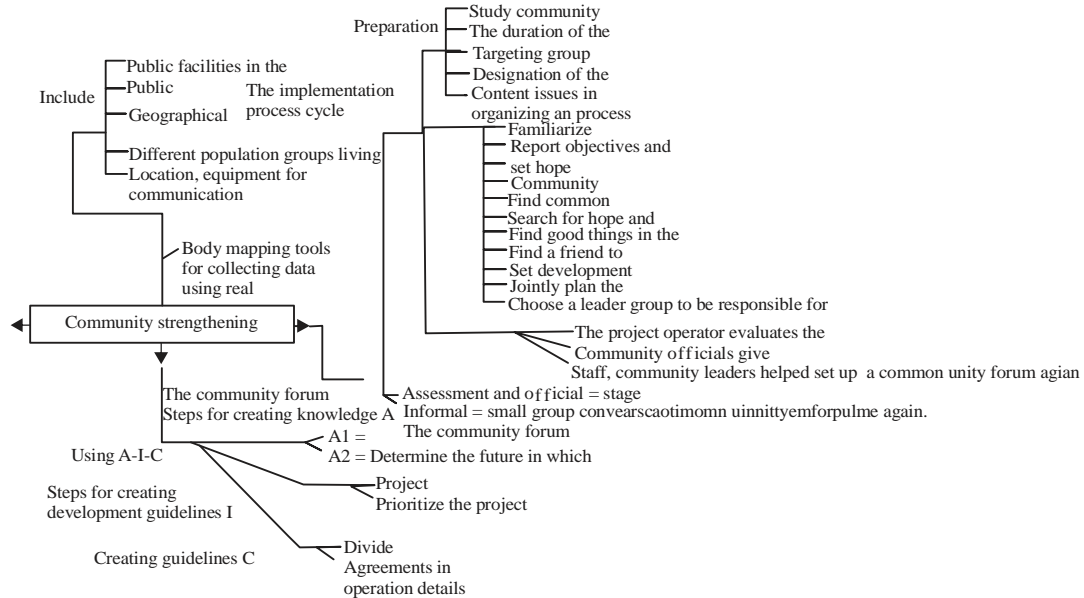 Preparation
Study community
The duration of the
Targeting group
Designation of the
Content issues in
organizing an process
Include
Public facilities in the
Public
Geographical
Different population groups living
Location, equipment for
communication
The implementation
process cycle
Familiarize
Report objectives and
set hope
Community
Find common
Search for hope and
Find good things in the
Find a friend to
Set development
Jointly plan the
Choose a leader group to be responsible for
Body mapping tools
for collecting data
using real
Community strengthening
The project operator evaluates the
Community officials give
Staff, community leaders helped set up a common unity forum agian
The community forum
Steps for creating knowledge A
Assessment and official = stage
Informal = small group
again.
The community forum
Using A-I-C
A1 =
A2 = Determine the future in which
Steps for creating
development guidelines I
Project
Prioritize the project
Creating guidelines C
Divide
Agreements in
operation details